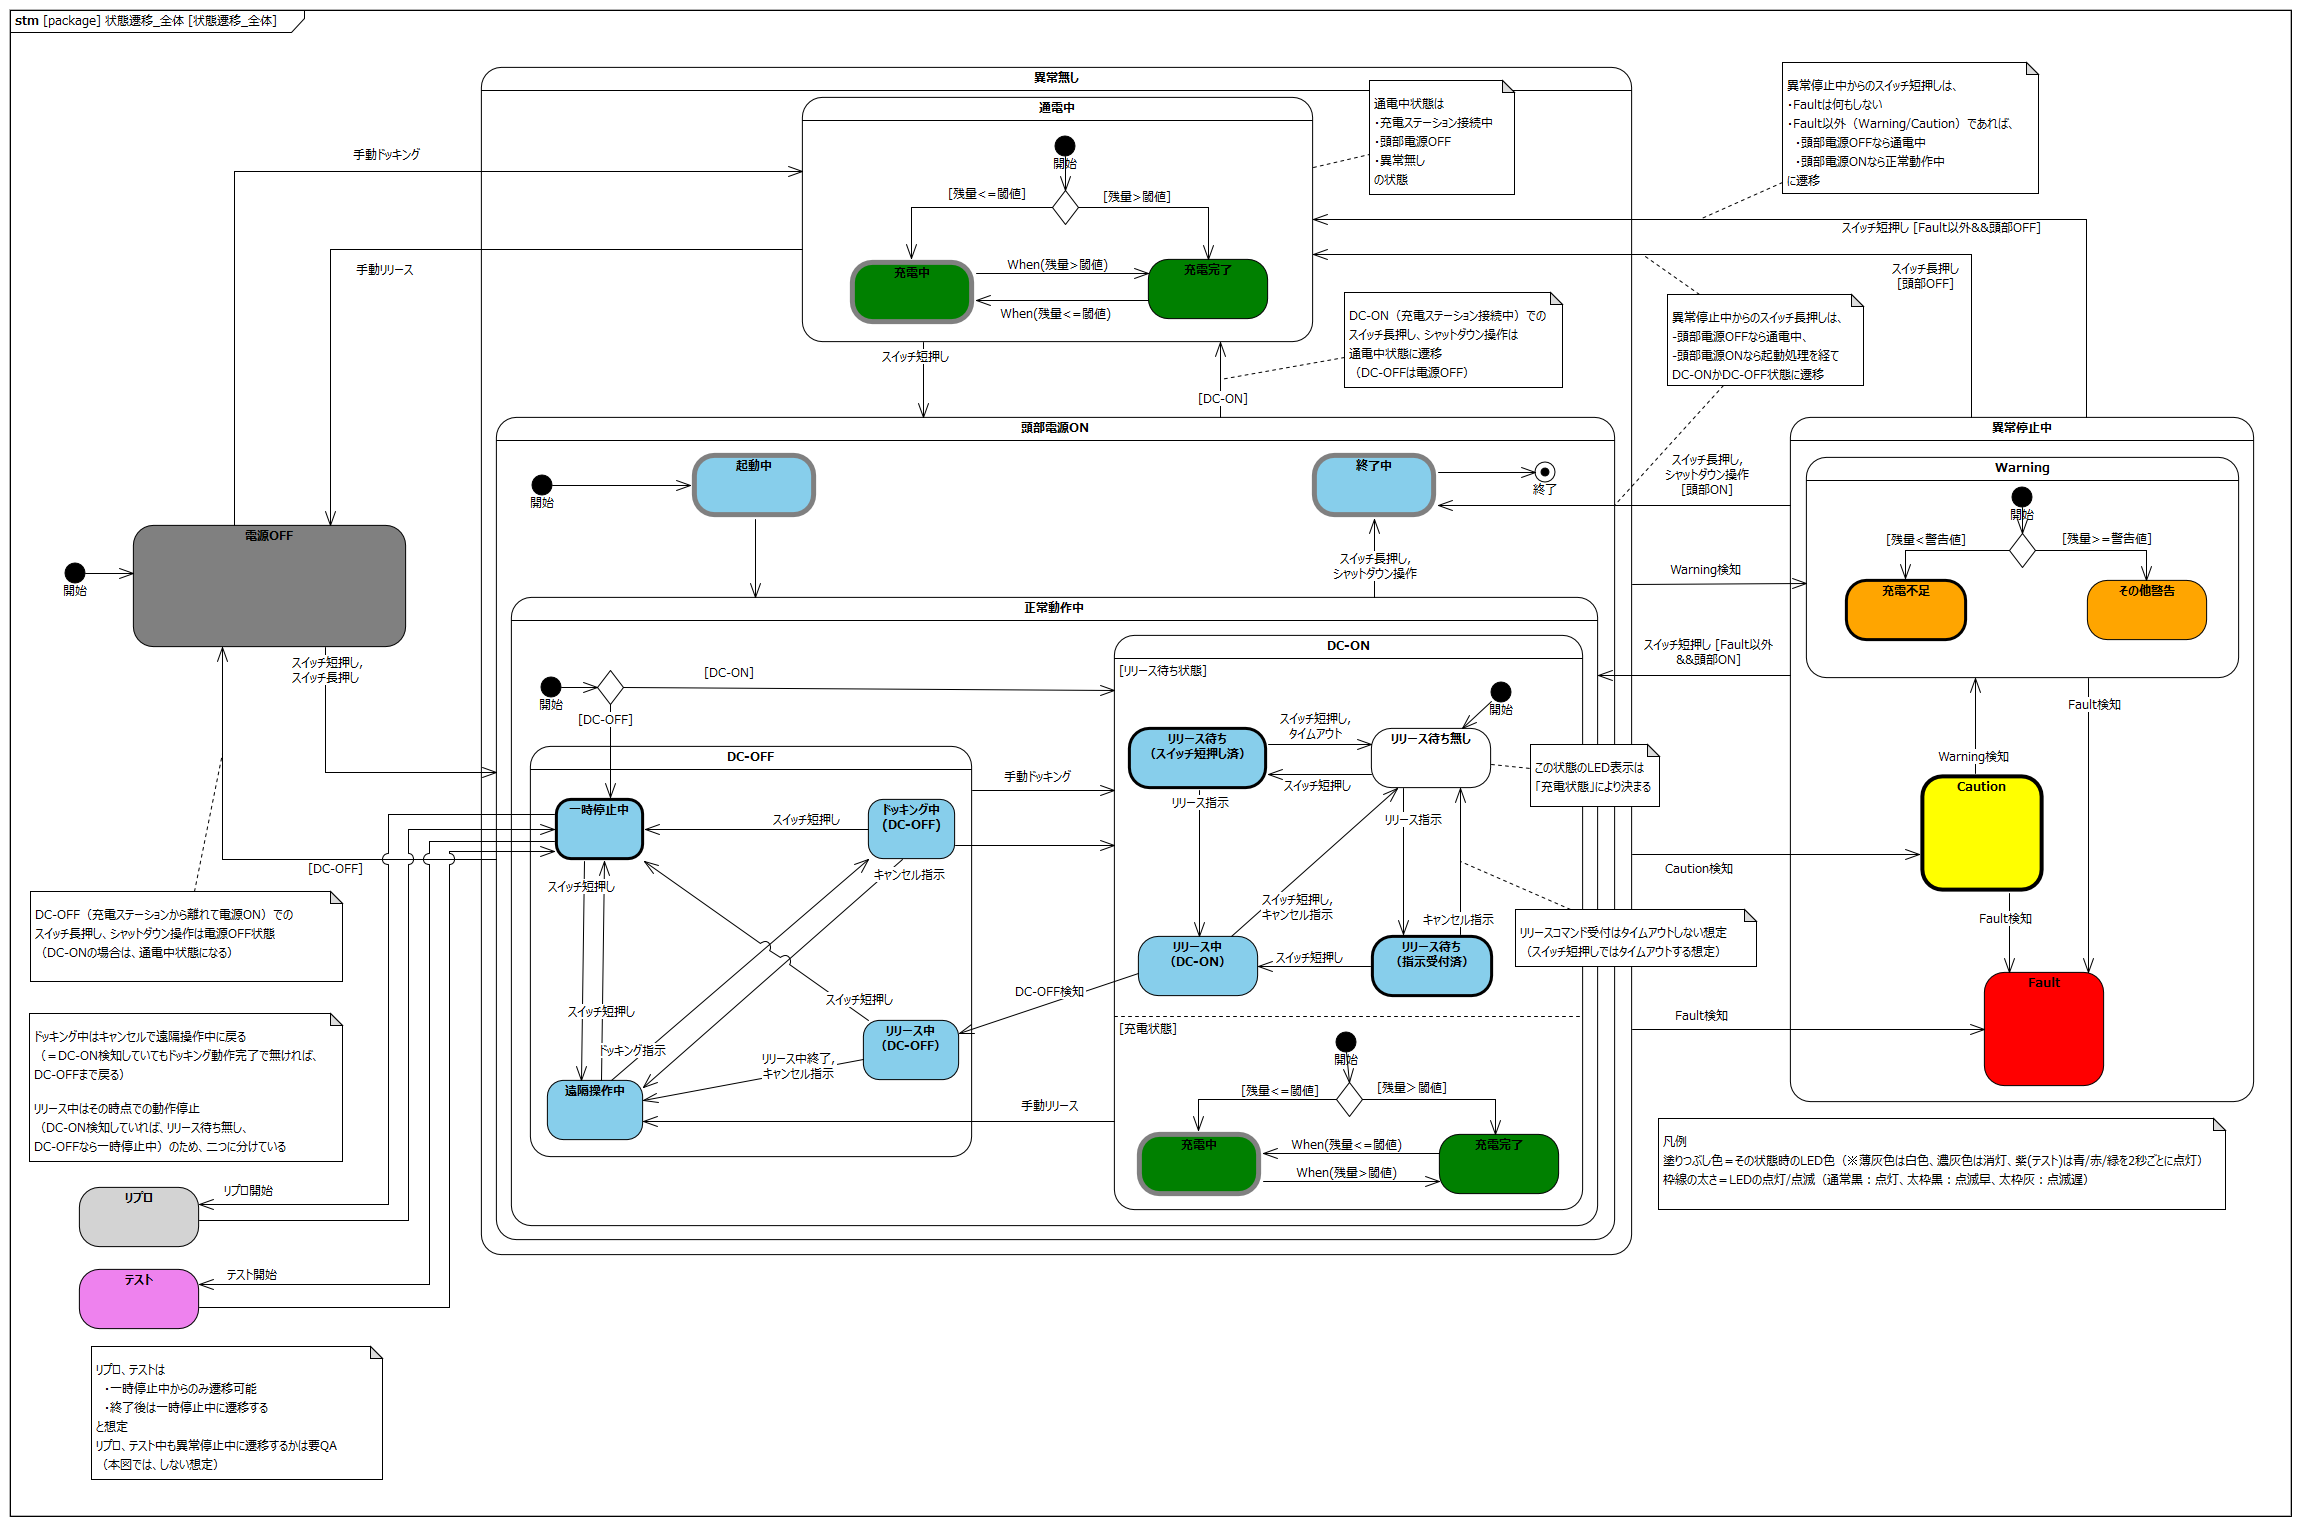 stm [package] 状態遷移_全体 [状態遷移_全体]
異常無し
通電中
開始
[残量<=閾値]
[残量>閾値]
充電中
充電完了
When(残量>閾値)
When(残量<=閾値)
通電中状態は
・充電ステーション接続中
・頭部電源OFF
・異常無し
の状態
異常停止中からのスイッチ短押しは、
・Faultは何もしない
・Fault以外（Warning/Caution）であれば、
・頭部電源OFFなら通電中
・頭部電源ONなら正常動作中
に遷移
手動ドッキング
手動リリース
スイッチ短押し [Fault以外&&頭部OFF]
スイッチ長押し
[頭部OFF]
DC-ON（充電ステーション接続中）での
スイッチ長押し、シャットダウン操作は
通電中状態に遷移
（DC-OFFは電源OFF）
異常停止中からのスイッチ長押しは、
-頭部電源OFFなら通電中、
-頭部電源ONなら起動処理を経て
DC-ONかDC-OFF状態に遷移
スイッチ短押し
[DC-ON]
頭部電源ON
開始
起動中
終了中
終了
スイッチ長押し,
シャットダウン操作
[頭部ON]
スイッチ長押し,
シャットダウン操作
異常停止中
Warning
開始
[残量<警告値]
[残量>=警告値]
充電不足
その他警告
Warning検知
スイッチ短押し [Fault以外
&&頭部ON]
Fault検知
Warning検知
Caution
Caution検知
Fault検知
Fault
Fault検知
電源OFF
開始
スイッチ短押し,
スイッチ長押し
[DC-OFF]
正常動作中
開始
[DC-ON]
[DC-OFF]
DC-OFF
一時停止中
ドッキング中
(DC-OFF)
スイッチ短押し
スイッチ短押し
キャンセル指示
スイッチ短押し
スイッチ短押し
ドッキング指示
リリース中
（DC-OFF）
リリース中終了,
キャンセル指示
遠隔操作中
手動ドッキング
DC-OFF検知
手動リリース
DC-ON
[リリース待ち状態]
開始
リリース待ち
（スイッチ短押し済）
スイッチ短押し,
タイムアウト
リリース待ち無し
スイッチ短押し
リリース指示
リリース指示
この状態のLED表示は
「充電状態」により決まる
スイッチ短押し,
キャンセル指示
キャンセル指示
リリース中
（DC-ON）
スイッチ短押し
リリース待ち
（指示受付済）
リリースコマンド受付はタイムアウトしない想定
（スイッチ短押しではタイムアウトする想定）
[充電状態]
開始
[残量<=閾値]
[残量＞閾値]
充電中
充電完了
When(残量<=閾値)
When(残量>閾値)
DC-OFF（充電ステーションから離れて電源ON）での
スイッチ長押し、シャットダウン操作は電源OFF状態
（DC-ONの場合は、通電中状態になる）
ドッキング中はキャンセルで遠隔操作中に戻る
（＝DC-ON検知していてもドッキング動作完了で無ければ、
DC-OFFまで戻る）
リリース中はその時点での動作停止
（DC-ON検知していれば、リリース待ち無し、
DC-OFFなら一時停止中）のため、二つに分けている
リプロ
リプロ開始
テスト
テスト開始
リプロ、テストは
・一時停止中からのみ遷移可能
・終了後は一時停止中に遷移する
と想定
リプロ、テスト中も異常停止中に遷移するかは要QA
（本図では、しない想定）
凡例
塗りつぶし色＝その状態時のLED色（※薄灰色は白色、濃灰色は消灯、紫(テスト)は青/赤/緑を2秒ごとに点灯）
枠線の太さ＝LEDの点灯/点滅（通常黒：点灯、太枠黒：点滅早、太枠灰：点滅遅）